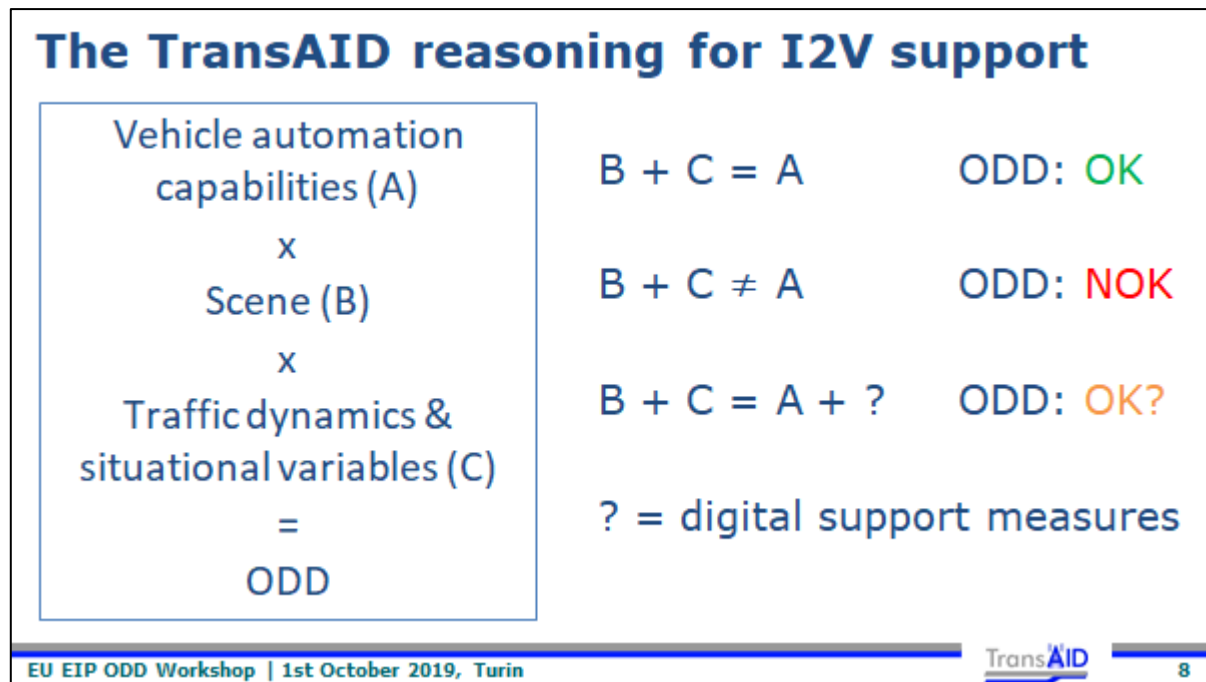 The TransAID reasoning for I2V support
Vehicle automation
capabilities (A)
x
Scene (B)
x
Traffic dynamics &
situational variables (C)
=
ODD
B + C = A ODD: OK
B + C ≠ A ODD: NOK
B + C = A + ? ODD: OK?
? = digital support measures
EU EIP ODD Workshop | 1st October 2019, Turin
TransAID
8